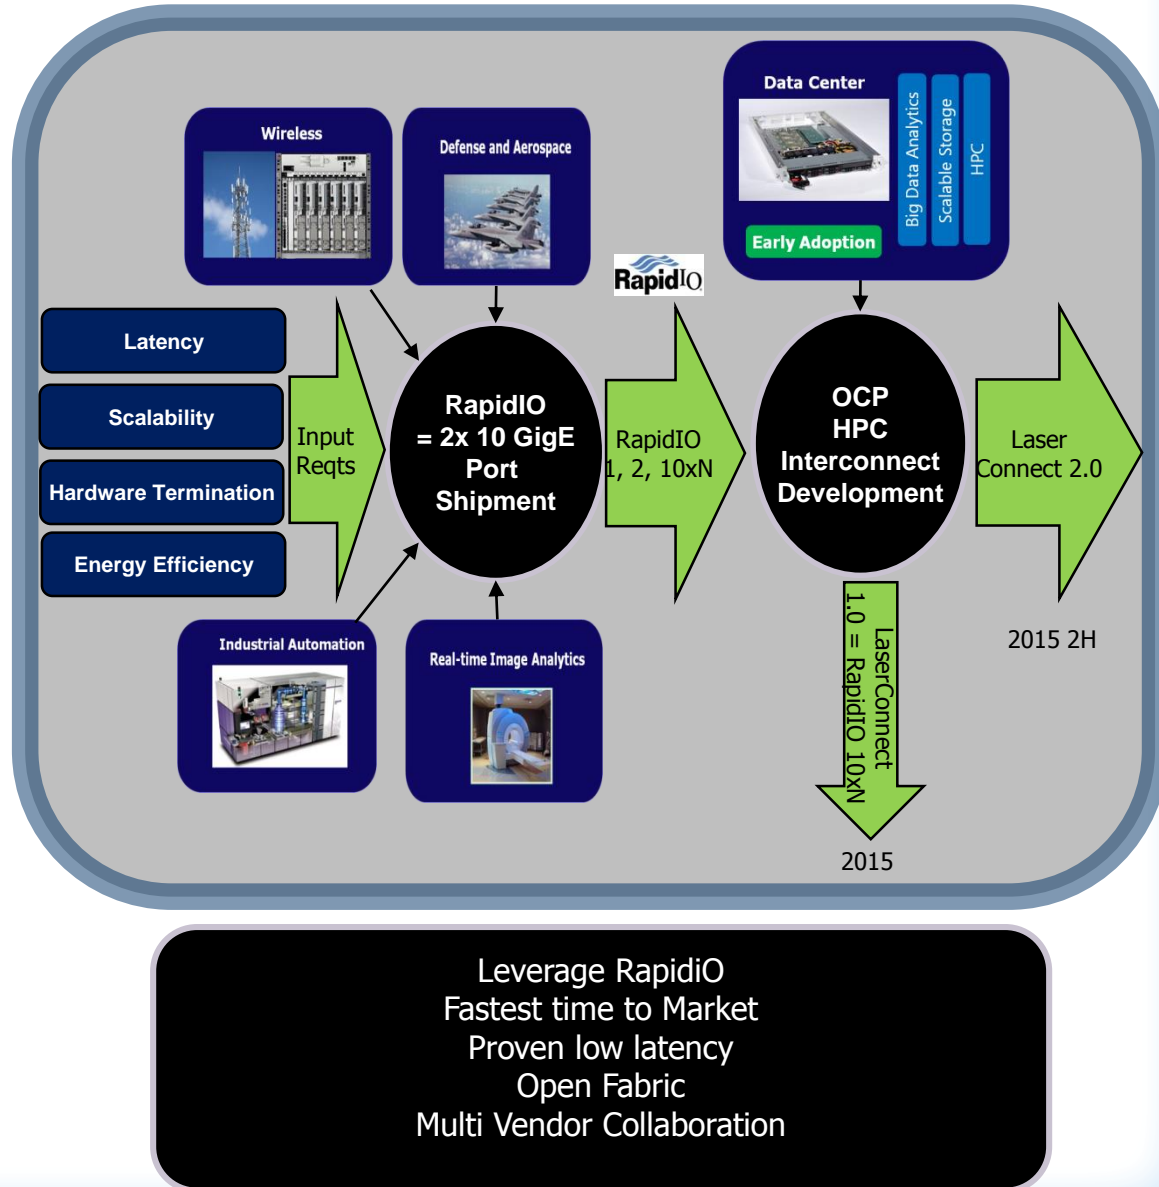 Data Center
Big Data Analytics
Scalable Storage
HPC
Early Adoption
Wireless
Defense and Aerospace
RapidIO
Latency
Scalability
Hardware Termination
Energy Efficiency
Input
Reqts
RapidIO
= 2x 10 GigE
Port
Shipment
RapidIO
1, 2, 10xN
OCP
HPC
Interconnect
Development
Laser
Connect 2.0
2015 2H
LaserConnect
1.0 = RapidIO 10xN
2015
Industrial Automation
Real-time Image Analytics
Leverage RapidiO
Fastest time to Market
Proven low latency
Open Fabric
Multi Vendor Collaboration